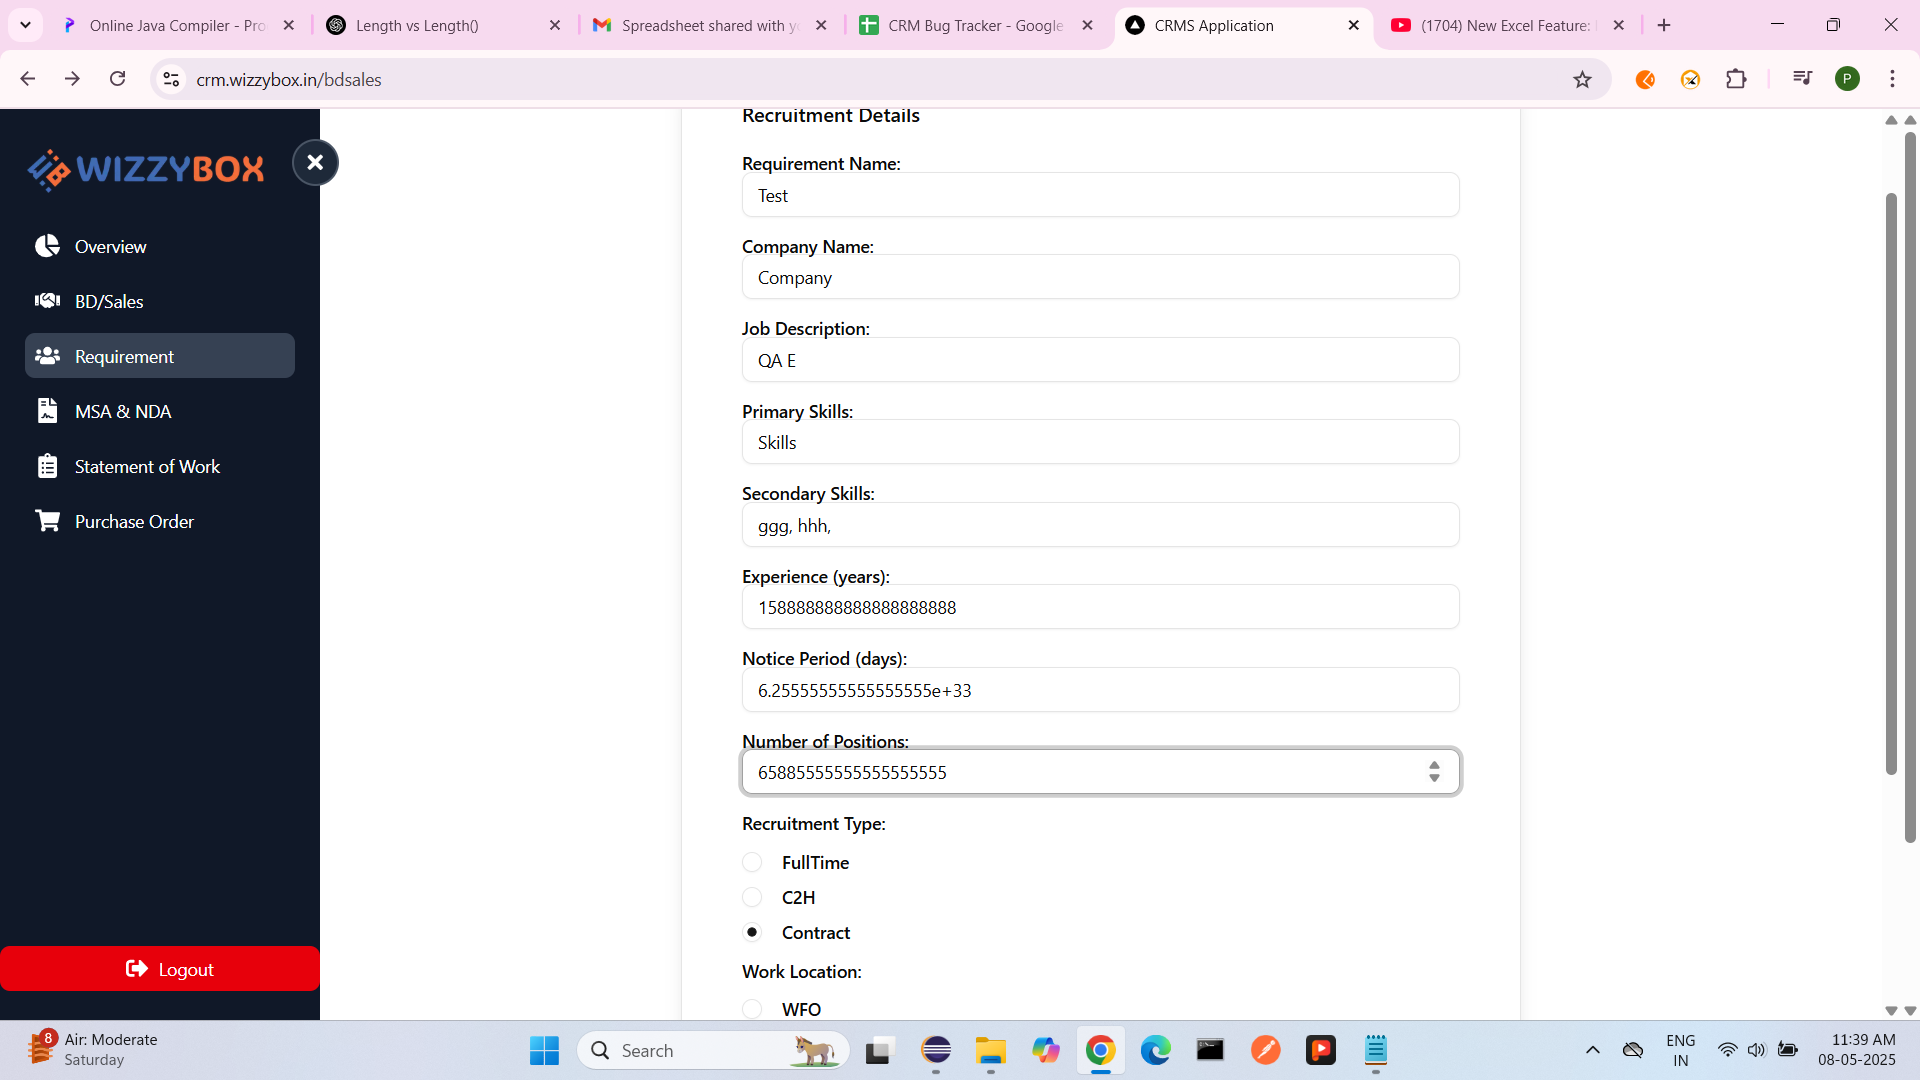 Online Java Compiler - Pro
Length vs Length()
Spreadsheet shared with yo
CRM Bug Tracker - Google
CRMS Application
(1704) New Excel Feature:
crm.wizzybox.in/bdsales
P
WIZZYBOX
Overview
BD/Sales
Requirement
MSA & NDA
Statement of Work
Purchase Order
Logout
Recruitment Details
Requirement Name:
Test
Company Name:
Company
Job Description:
QA E
Primary Skills:
Skills
Secondary Skills:
ggg, hhh,
Experience (years):
158888888888888888888
Notice Period (days):
6.25555555555555555e+33
Number of Positions:
65885555555555555555
Recruitment Type:
FullTime
C2H
Contract
Work Location:
WFO
8
Air: Moderate
Saturday
Search
ENG
IN
11:39 AM
08-05-2025